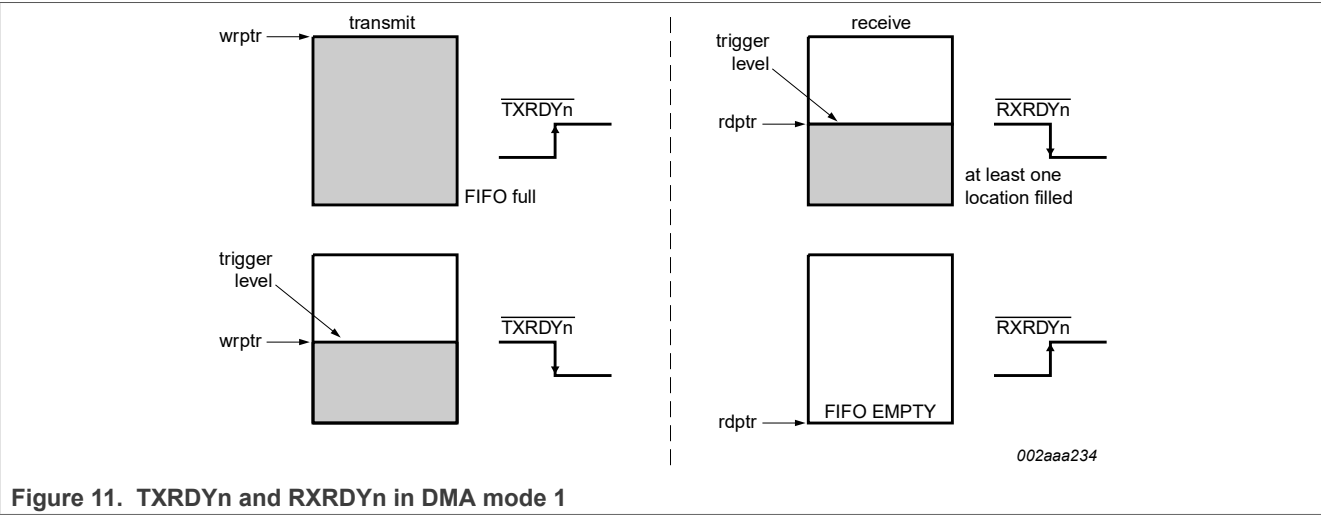 transmit
wrptr
TXRDYn
FIFO full
trigger
level
wrptr
TXRDYn
receive
trigger
level
rdptr
RXRDYn
at least one
location filled
RXRDYn
FIFO EMPTY
rdptr
002aaa234
Figure 11. TXRDYn and RXRDYn in DMA mode 1